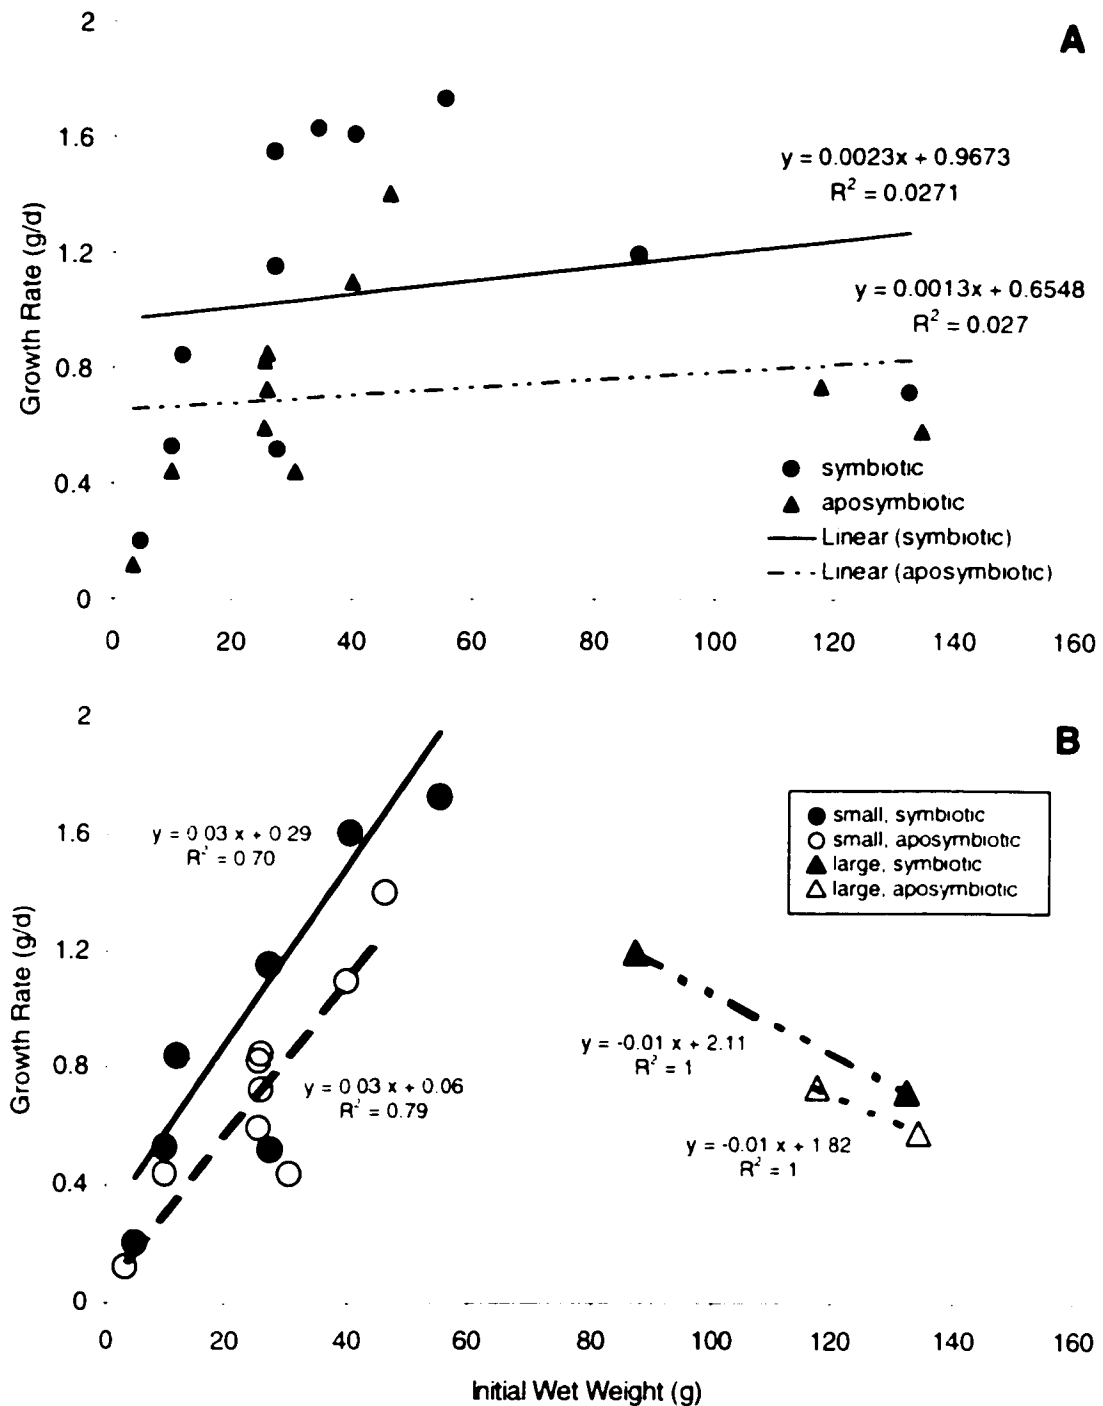 2
A
1.6
y = 0.0023x + 0.9673
R² = 0.0271
1.2
y = 0.0013x + 0.6548
R² = 0.027
Growth Rate (g/d)
0.8
symbiotic
0.4
aposymbiotic
Linear (symbiotic)
Linear (aposymbiotic)
0
0 20 40 60 80 100 120 140 160
2
B
small, symbiotic
small, aposymbiotic
large, symbiotic
large, aposymbiotic
1.6
y = 0 03 x + 0 29
R² = 0 70
1.2
Growth Rate (g/d)
y = -0.01 x + 2.11
R² = 1
0.8
y = 0 03 x + 0.06
R² = 0.79
y = -0.01 x + 1 82
R² = 1
0.4
0
0 20 40 60 80 100 120 140 160
Initial Wet Weight (g)